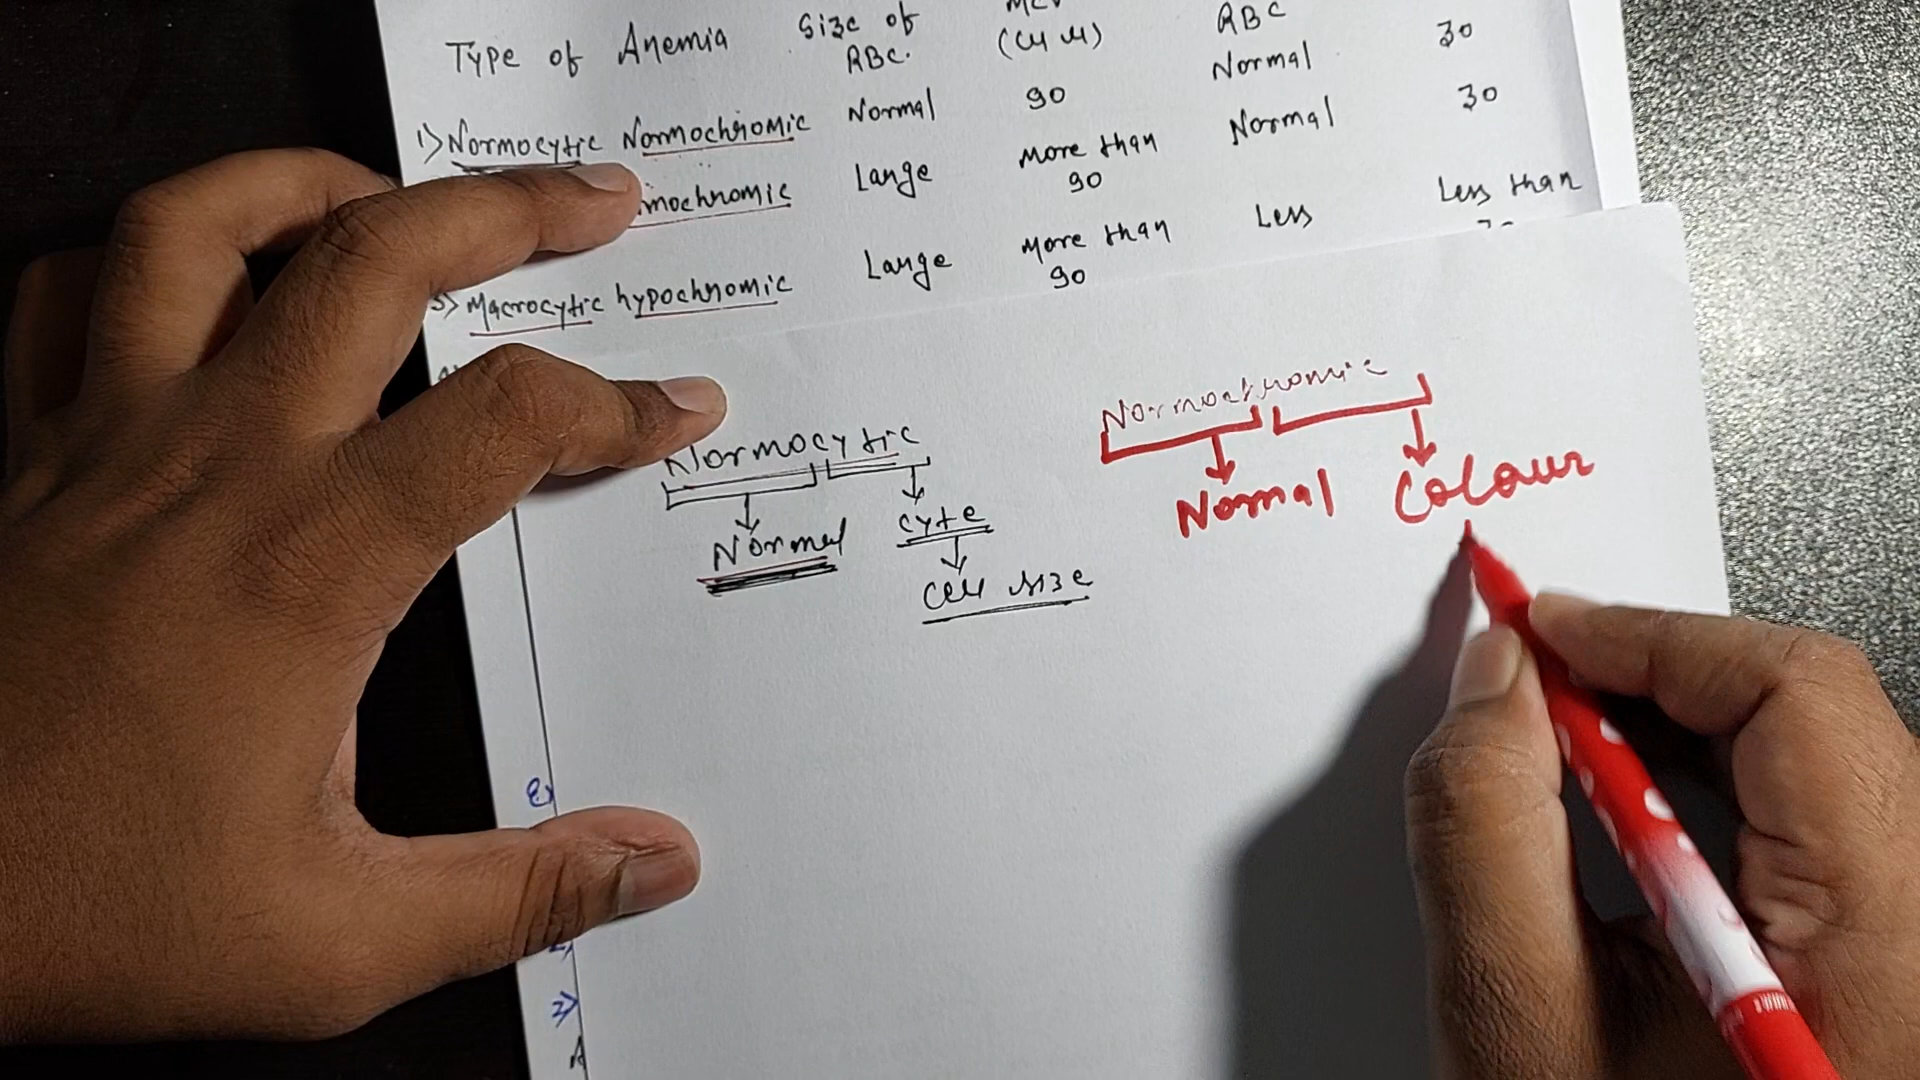 Type of Anemia Size of RBC. (cu u) RBC
1) Normocytic Normochromic Normal 90 Normal 30
mochromic Large More than 90 Normal 30
3) Macrocytic hypochromic Large More than 90 Less Less than
Normocytic
Normal cyte
cell size
Normochromic
Normal Colour
2)
A